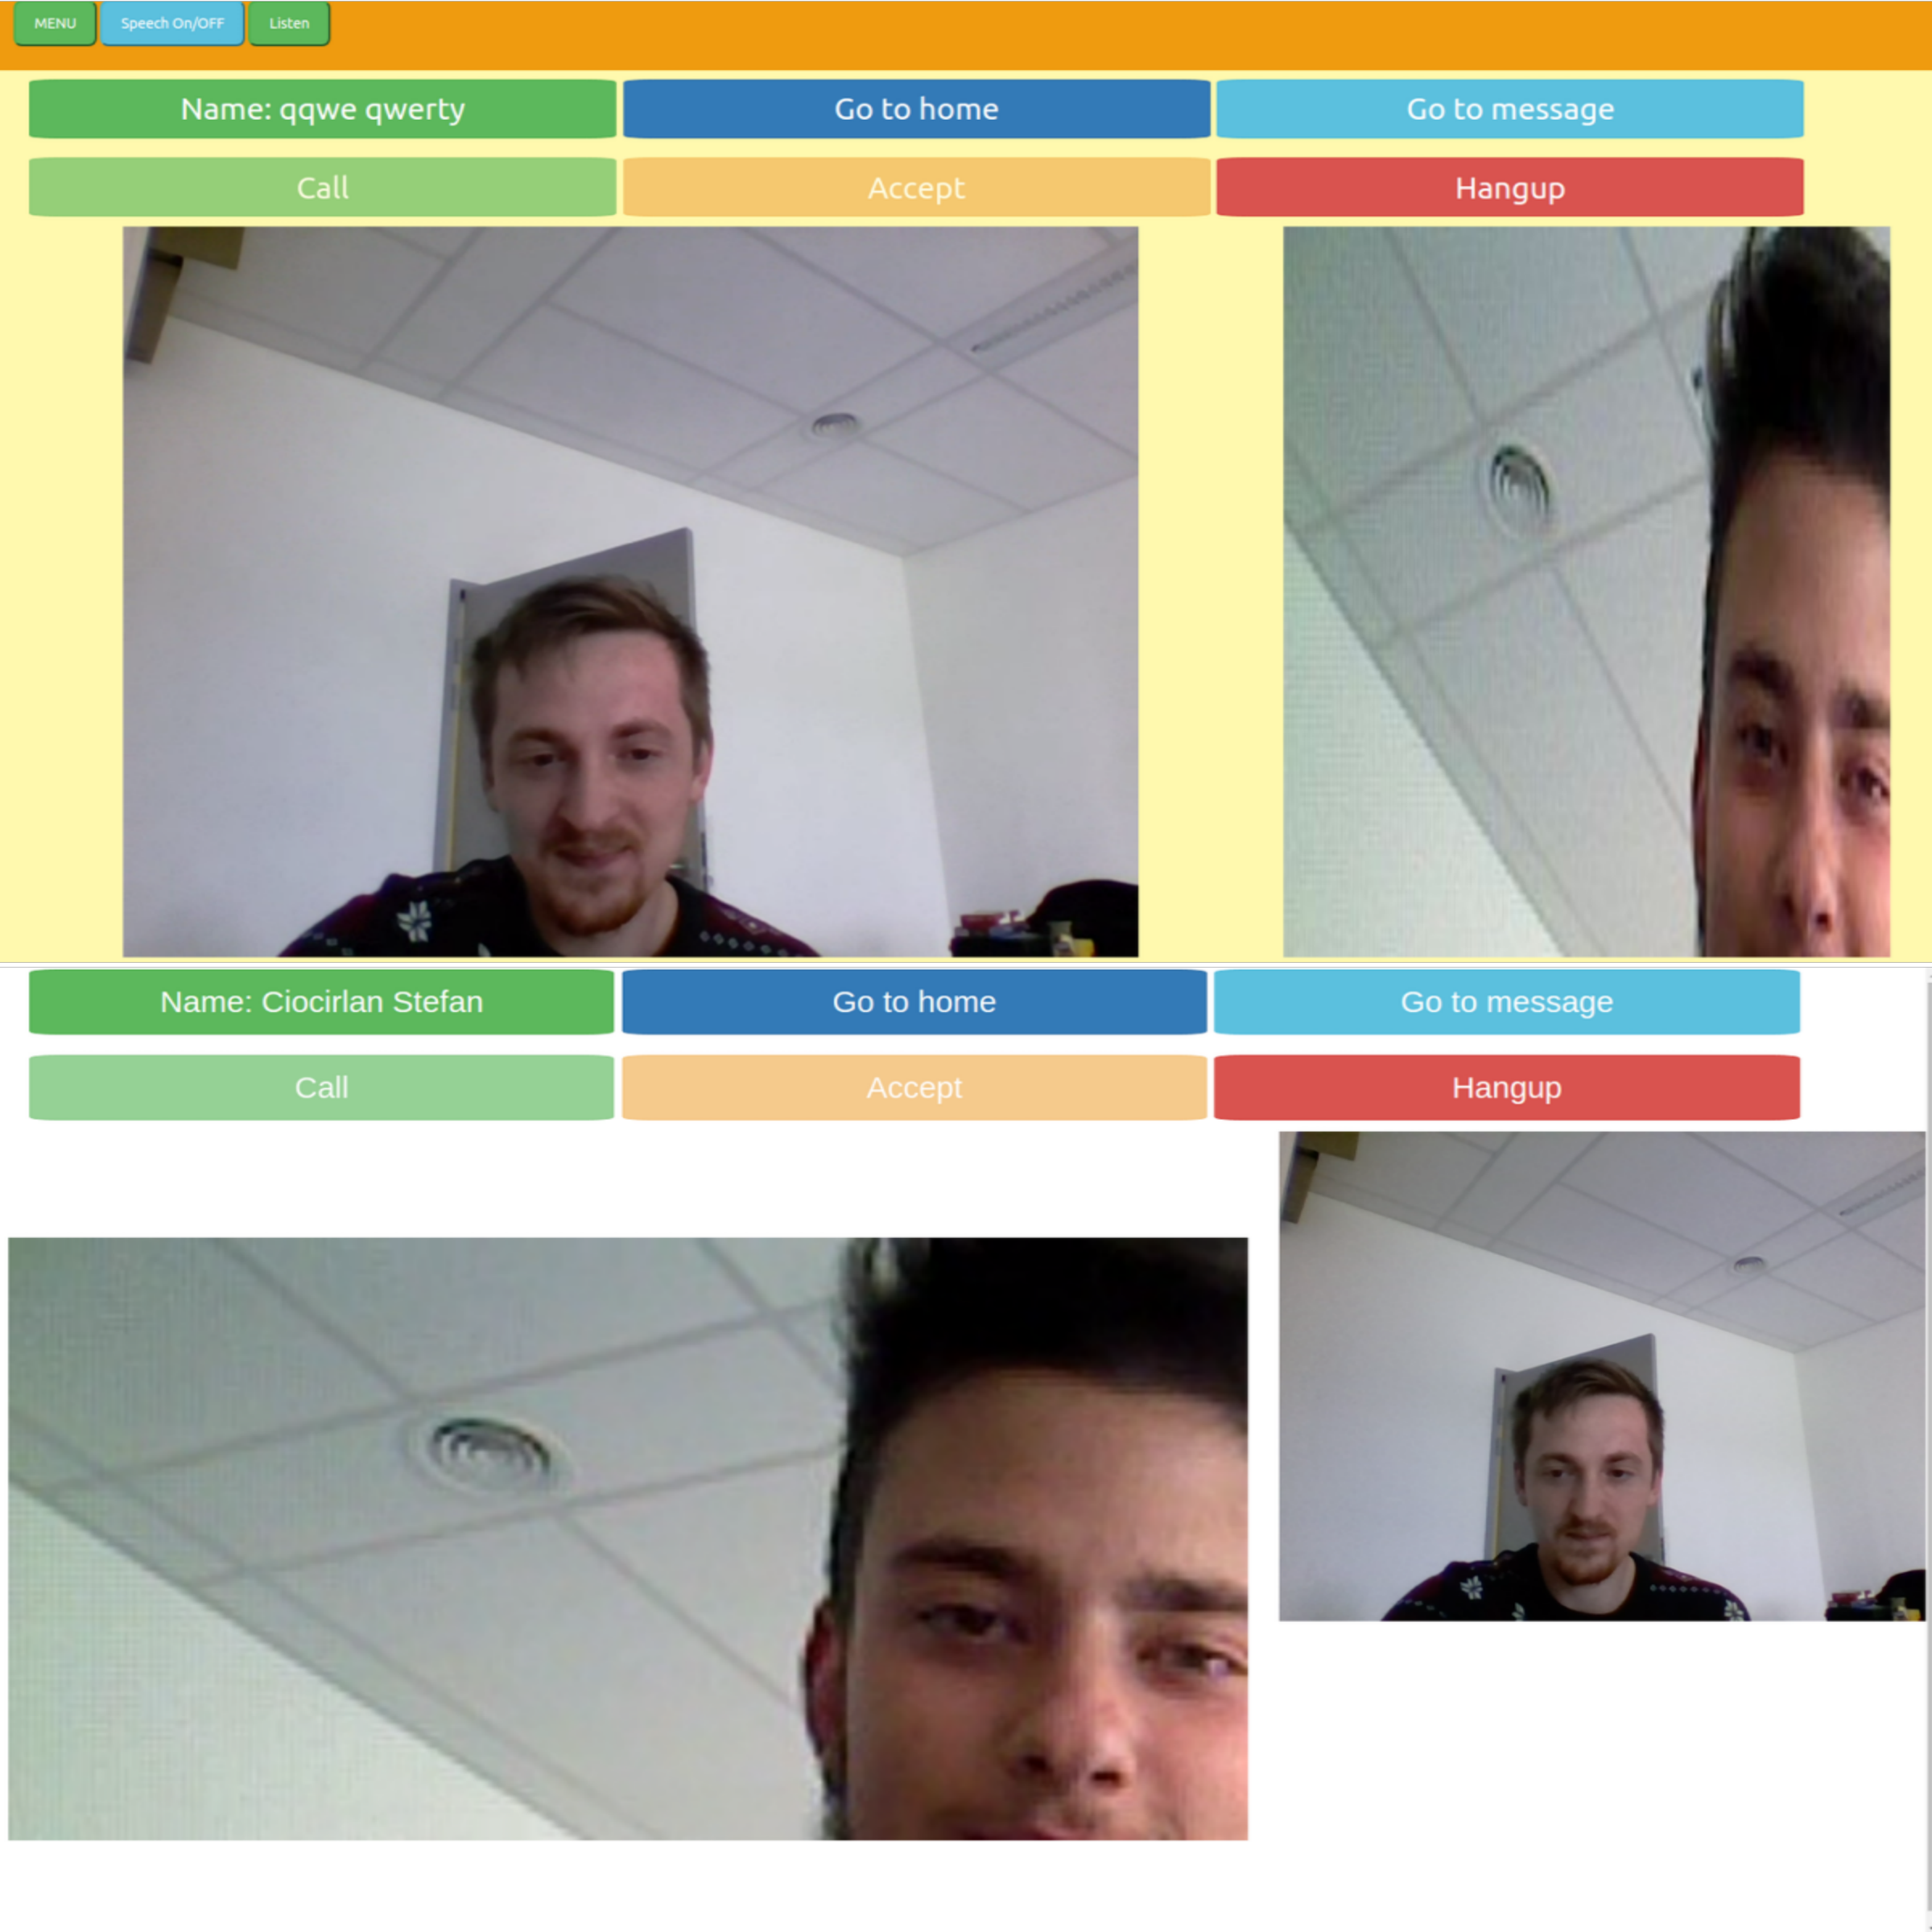 MENU Speech On/OFF Listen
Name: qqwe qwerty Go to home Go to message
Call Accept Hangup
Name: Ciocirlan Stefan Go to home Go to message
Call Accept Hangup